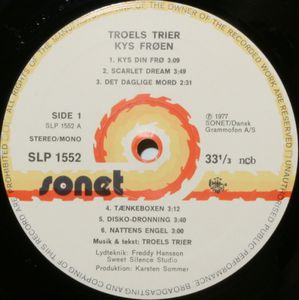 ALL RIGHTS OF THE MANUFACTURER AND OF THE OWNER OF THE RECORDED WORK RESERVED
UNAUTHORIZED PUBLIC PERFORMANCE BROADCASTING AND COPYING OF THIS RECORD PROHIBITED
TROELS TRIER
KYS FRØEN
1. KYS DIN FRØ 3:09
2. SCARLET DREAM 3:49
3. DET DAGLIGE MORD 2:31
SIDE 1
SLP 1552 A
STEREO/MONO
SLP 1552
℗ 1977
SONET/Dansk
Grammofon A/S
33 1/3 ncb
sonet
4. TÆNKEBOXEN 3:12
5. DISKO-DRONNING 3:40
6. NATTENS ENGEL 3:00
Musik & tekst: TROELS TRIER
Lydteknik: Freddy Hansson
Sweet Silence Studio
Produktion: Karsten Sommer